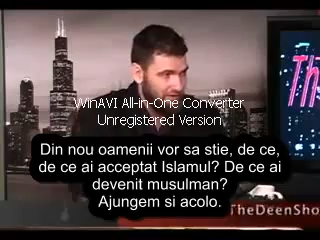 Th
WinAVI All-in-One Converter
Unregistered Version
Din nou oamenii vor sa stie, de ce,
de ce ai acceptat Islamul? De ce ai
devenit musulman?
Ajungem si acolo.
TheDeenSho